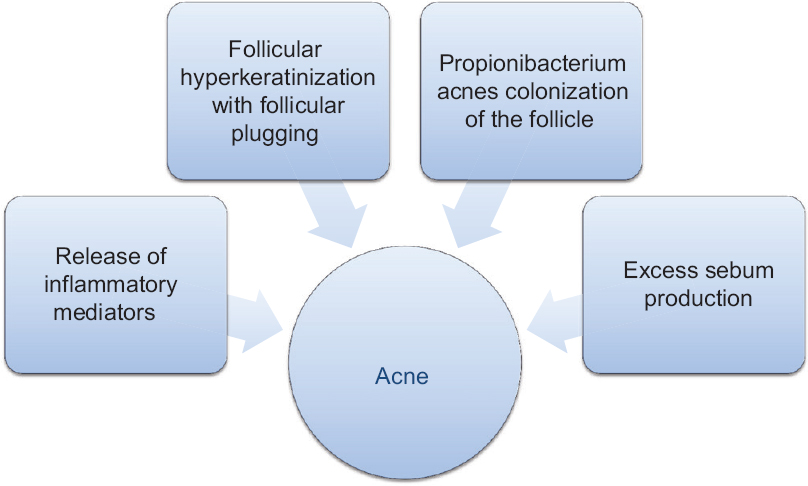 Follicular
hyperkeratinization
with follicular
plugging
Propionibacterium
acnes colonization
of the follicle
Release of
inflammatory
mediators
Excess sebum
production
Acne